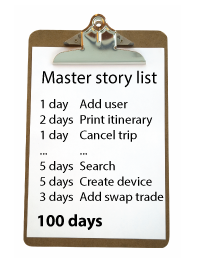 Master story list
1 day Add user
2 days Print itinerary
1 day Cancel trip
... ...
5 days Search
5 days Create device
3 days Add swap trade
100 days